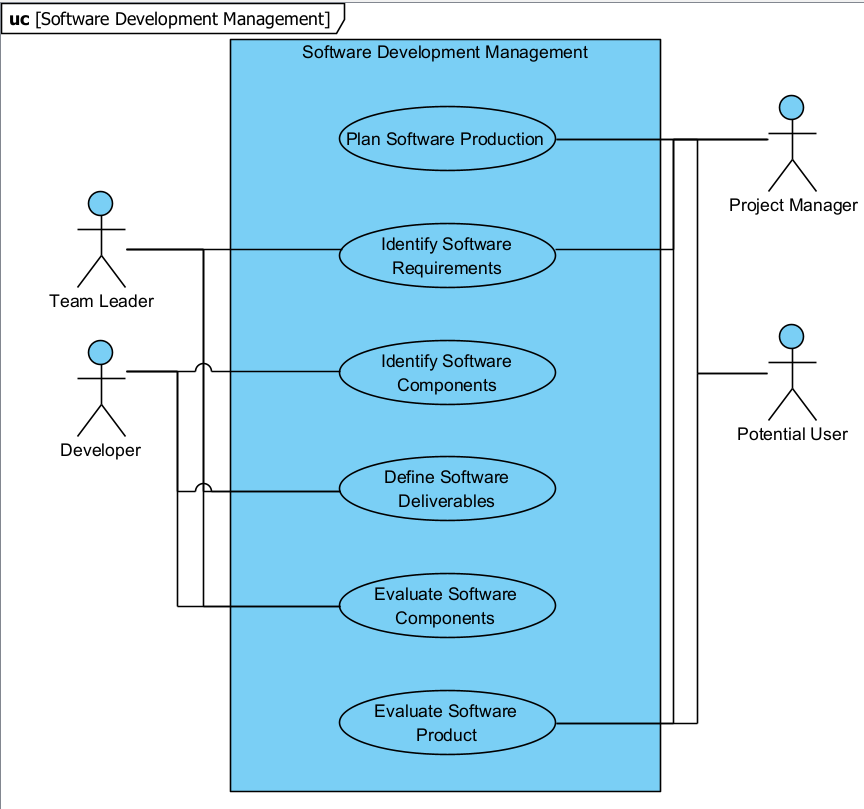 uc [Software Development Management]
Software Development Management
Plan Software Production
Project Manager
Identify Software
Requirements
Team Leader
Identify Software
Components
Developer
Potential User
Define Software
Deliverables
Evaluate Software
Components
Evaluate Software
Product